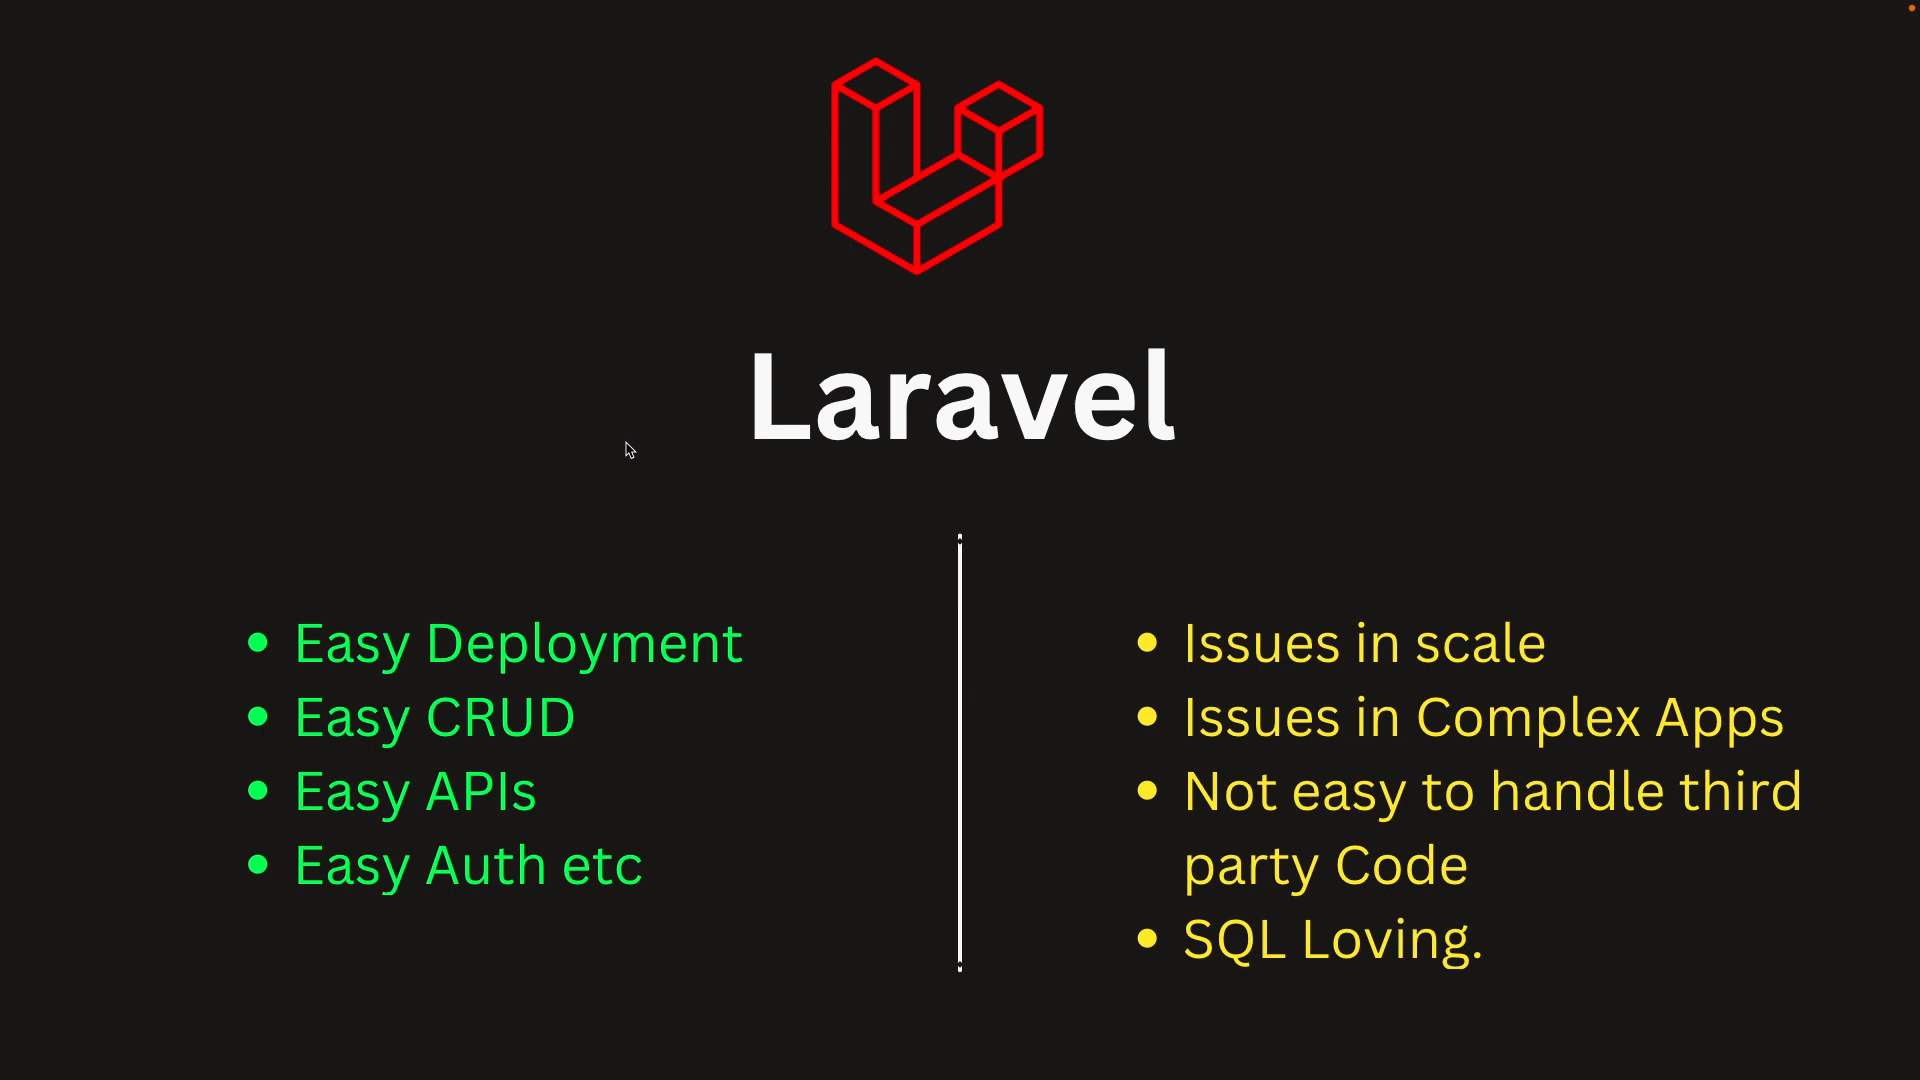 Laravel
• Easy Deployment
• Easy CRUD
• Easy APIs
• Easy Auth etc
• Issues in scale
• Issues in Complex Apps
• Not easy to handle third
party Code
• SQL Loving.